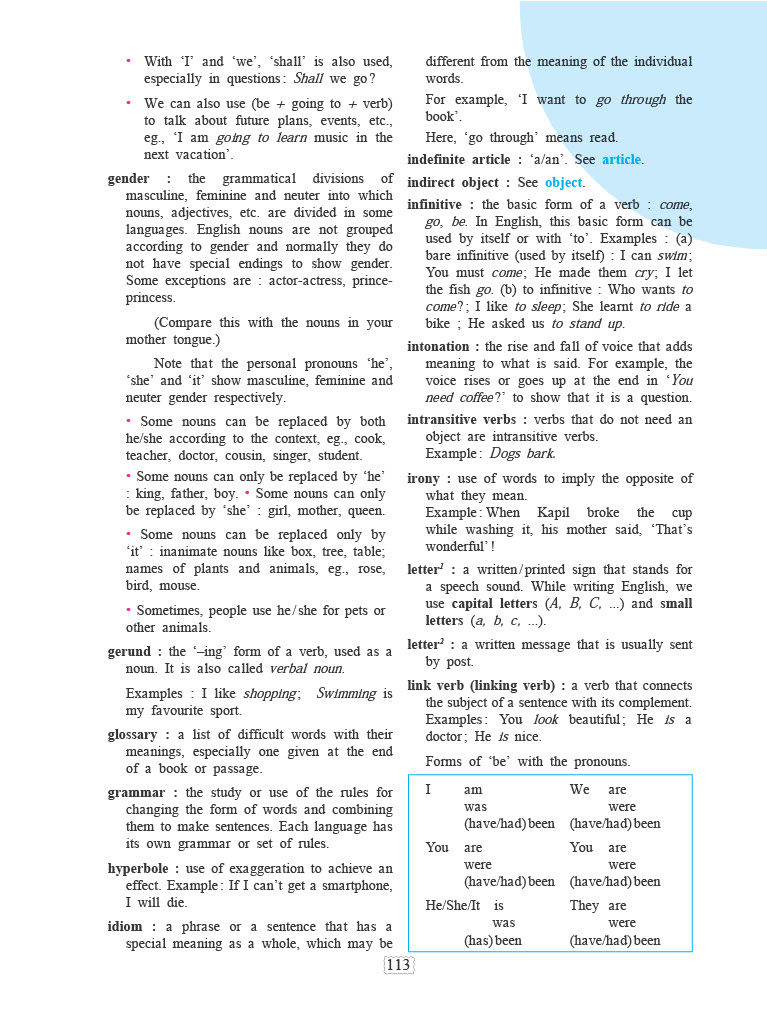 • With ‘I’ and ‘we’, ‘shall’ is also used,
especially in questions: Shall we go?
• We can also use (be + going to + verb)
to talk about future plans, events, etc.,
eg., ‘I am going to learn music in the
next vacation’.
gender : the grammatical divisions of
masculine, feminine and neuter into which
nouns, adjectives, etc. are divided in some
languages. English nouns are not grouped
according to gender and normally they do
not have special endings to show gender.
Some exceptions are : actor-actress, prince-
princess.
(Compare this with the nouns in your
mother tongue.)
Note that the personal pronouns ‘he’,
‘she’ and ‘it’ show masculine, feminine and
neuter gender respectively.
• Some nouns can be replaced by both
he/she according to the context, eg., cook,
teacher, doctor, cousin, singer, student.
• Some nouns can only be replaced by ‘he’
: king, father, boy. • Some nouns can only
be replaced by ‘she’ : girl, mother, queen.
• Some nouns can be replaced only by
‘it’ : inanimate nouns like box, tree, table;
names of plants and animals, eg., rose,
bird, mouse.
• Sometimes, people use he/she for pets or
other animals.
gerund : the ‘–ing’ form of a verb, used as a
noun. It is also called verbal noun.
Examples : I like shopping; Swimming is
my favourite sport.
glossary : a list of difficult words with their
meanings, especially one given at the end
of a book or passage.
grammar : the study or use of the rules for
changing the form of words and combining
them to make sentences. Each language has
its own grammar or set of rules.
hyperbole : use of exaggeration to achieve an
effect. Example: If I can’t get a smartphone,
I will die.
idiom : a phrase or a sentence that has a
special meaning as a whole, which may be
different from the meaning of the individual
words.
For example, ‘I want to go through the
book’.
Here, ‘go through’ means read.
indefinite article : ‘a/an’. See article.
indirect object : See object.
infinitive : the basic form of a verb : come,
go, be. In English, this basic form can be
used by itself or with ‘to’. Examples : (a)
bare infinitive (used by itself) : I can swim;
You must come; He made them cry; I let
the fish go. (b) to infinitive : Who wants to
come?; I like to sleep; She learnt to ride a
bike ; He asked us to stand up.
intonation : the rise and fall of voice that adds
meaning to what is said. For example, the
voice rises or goes up at the end in ‘You
need coffee?’ to show that it is a question.
intransitive verbs : verbs that do not need an
object are intransitive verbs.
Example: Dogs bark.
irony : use of words to imply the opposite of
what they mean.
Example: When Kapil broke the cup
while washing it, his mother said, ‘That’s
wonderful’!
letter¹ : a written/printed sign that stands for
a speech sound. While writing English, we
use capital letters (A, B, C, ...) and small
letters (a, b, c, ...).
letter² : a written message that is usually sent
by post.
link verb (linking verb) : a verb that connects
the subject of a sentence with its complement.
Examples: You look beautiful; He is a
doctor; He is nice.
Forms of ‘be’ with the pronouns.
I am We are
was were
(have/had) been (have/had) been
You are You are
were were
(have/had) been (have/had) been
He/She/It is They are
was were
(has) been (have/had) been
113